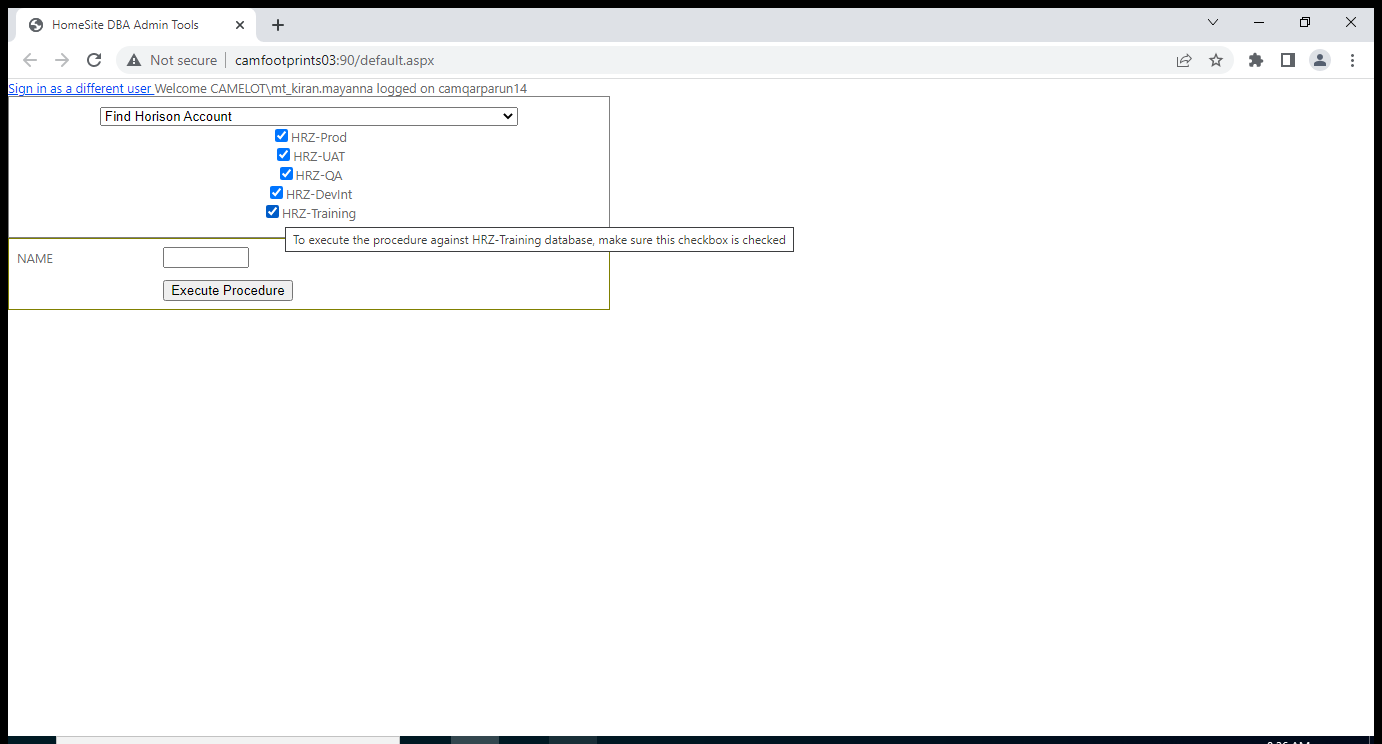 HomeSite DBA Admin Tools
Not secure camfootprints03:90/default.aspx
Sign in as a different user Welcome CAMELOT\mt_kiran.mayanna logged on camqarparun14
Find Horison Account
HRZ-Prod
HRZ-UAT
HRZ-QA
HRZ-DevInt
HRZ-Training
To execute the procedure against HRZ-Training database, make sure this checkbox is checked
NAME
Execute Procedure